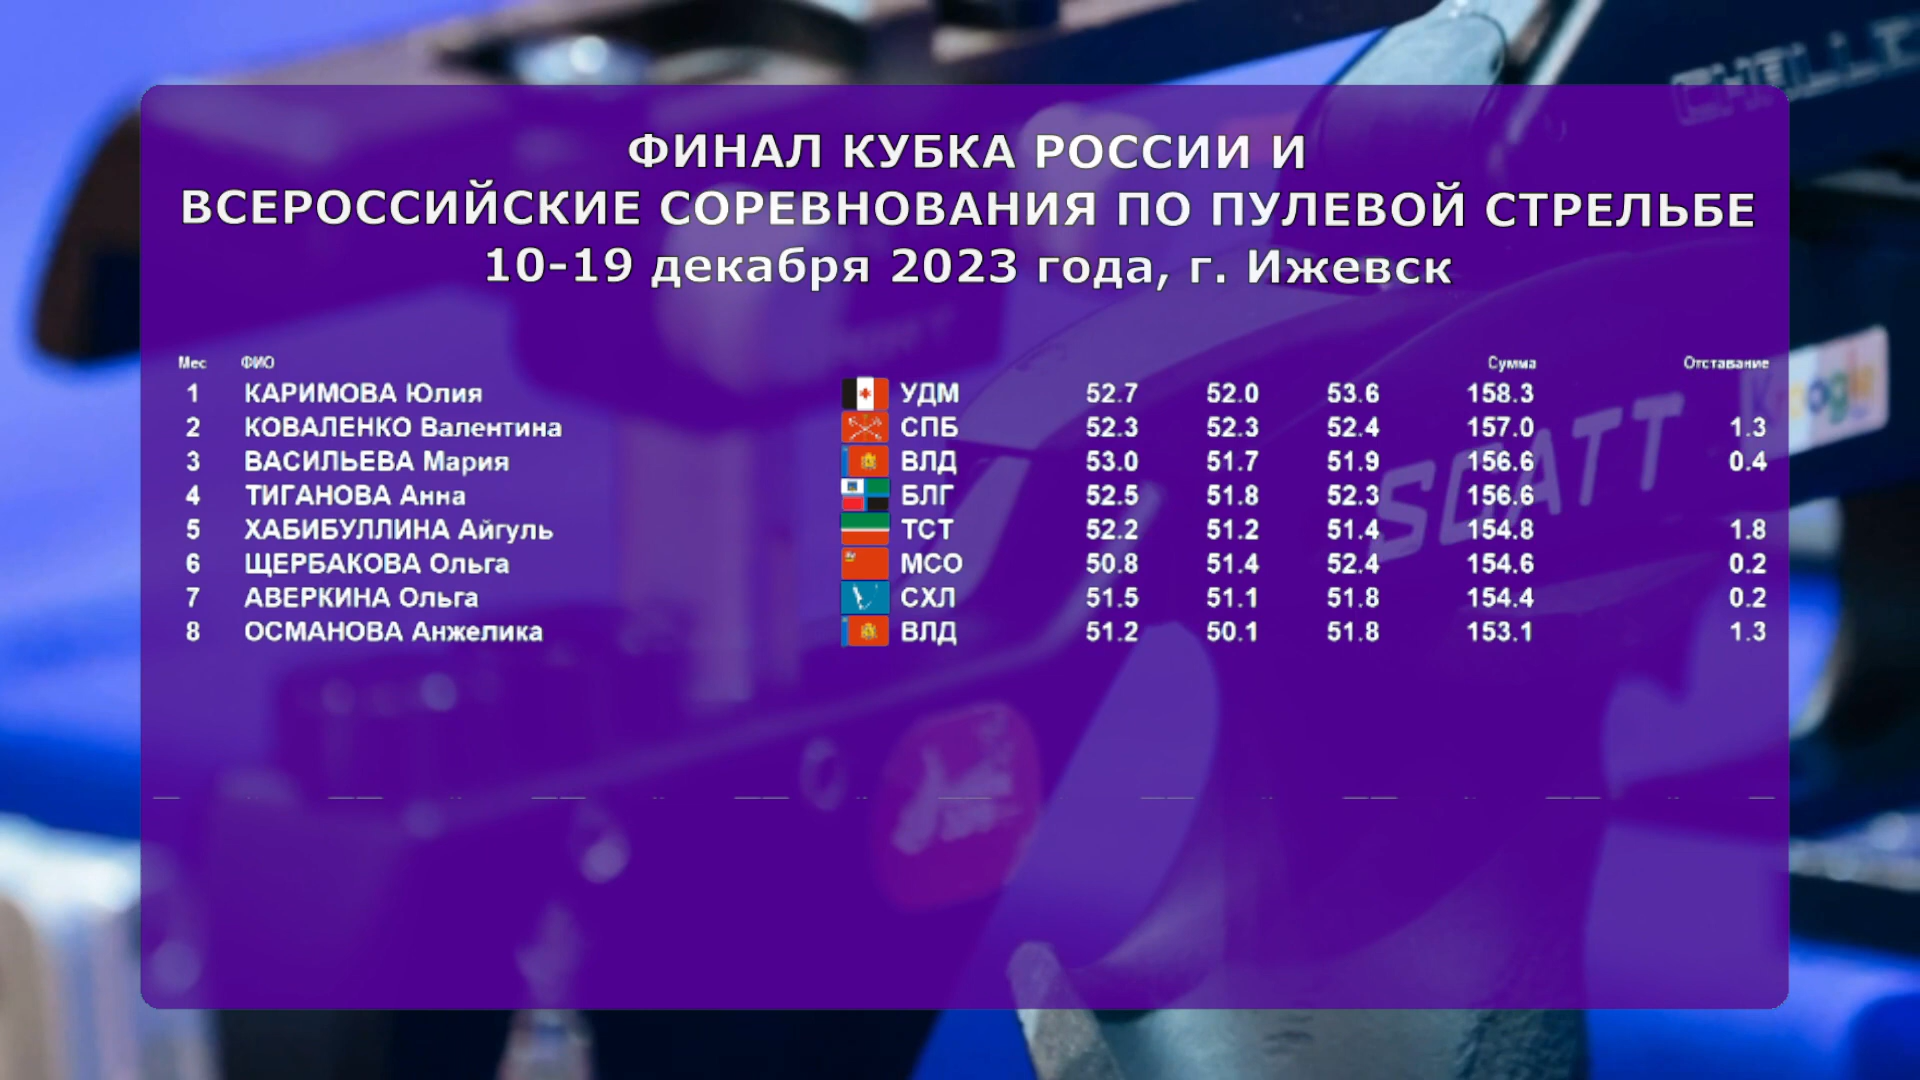 CHALLE
ФИНАЛ КУБКА РОССИИ И
ВСЕРОССИЙСКИЕ СОРЕВНОВАНИЯ ПО ПУЛЕВОЙ СТРЕЛЬБЕ
10-19 декабря 2023 года, г. Ижевск
Мес ФИО Сумма Отставание
1 КАРИМОВА Юлия УДМ 52.7 52.0 53.6 158.3
2 КОВАЛЕНКО Валентина СПБ 52.3 52.3 52.4 157.0 1.3
3 ВАСИЛЬЕВА Мария ВЛД 53.0 51.7 51.9 156.6 0.4
4 ТИГАНОВА Анна БЛГ 52.5 51.8 52.3 156.6
5 ХАБИБУЛЛИНА Айгуль ТСТ 52.2 51.2 51.4 154.8 1.8
6 ЩЕРБАКОВА Ольга МСО 50.8 51.4 52.4 154.6 0.2
7 АВЕРКИНА Ольга СХЛ 51.5 51.1 51.8 154.4 0.2
8 ОСМАНОВА Анжелика ВЛД 51.2 50.1 51.8 153.1 1.3
SCATT